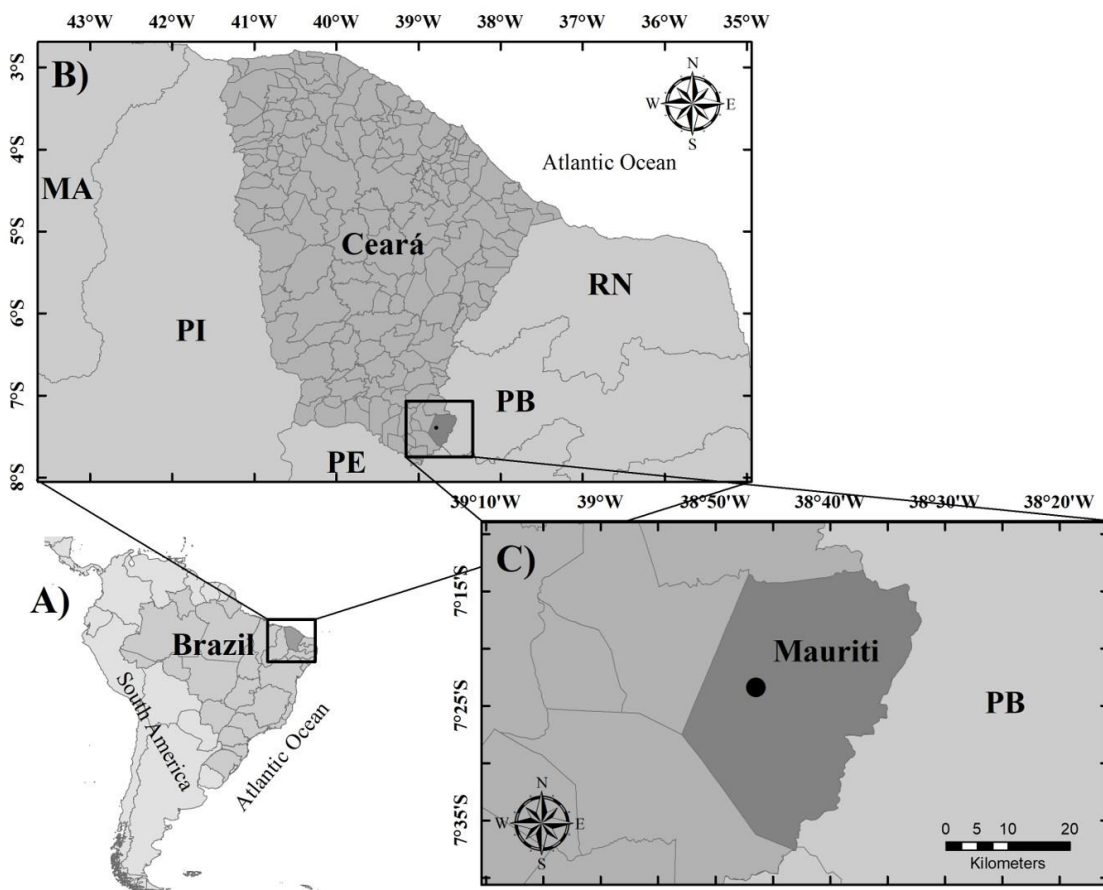 43°W 42°W 41°W 40°W 39°W 38°W 37°W 36°W 35°W
3°S
4°S
5°S
6°S
7°S
8°S
B)
N
W E
S
Atlantic Ocean
MA
Ceará
RN
PI
PB
PE
39°10'W 39°W 38°50'W 38°40'W 38°30'W 38°20'W
A)
Brazil
South America
Atlantic Ocean
C)
7°15'S
7°25'S
7°35'S
Mauriti
PB
N
W E
S
0 5 10 20
Kilometers